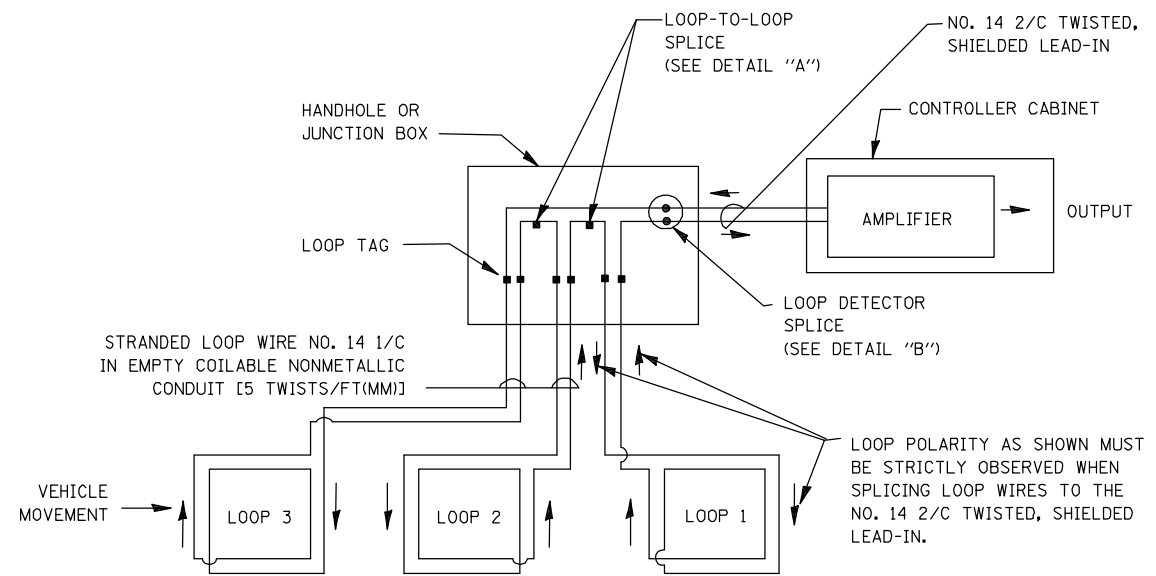 LOOP-TO-LOOP
SPLICE
(SEE DETAIL "A")
NO. 14 2/C TWISTED,
SHIELDED LEAD-IN
HANDHOLE OR
JUNCTION BOX
CONTROLLER CABINET
AMPLIFIER
OUTPUT
LOOP TAG
LOOP DETECTOR
SPLICE
(SEE DETAIL "B")
STRANDED LOOP WIRE NO. 14 1/C
IN EMPTY COILABLE NONMETALLIC
CONDUIT [5 TWISTS/FT(MM)]
LOOP POLARITY AS SHOWN MUST
BE STRICTLY OBSERVED WHEN
SPLICING LOOP WIRES TO THE
NO. 14 2/C TWISTED, SHIELDED
LEAD-IN.
VEHICLE
MOVEMENT
LOOP 3
LOOP 2
LOOP 1